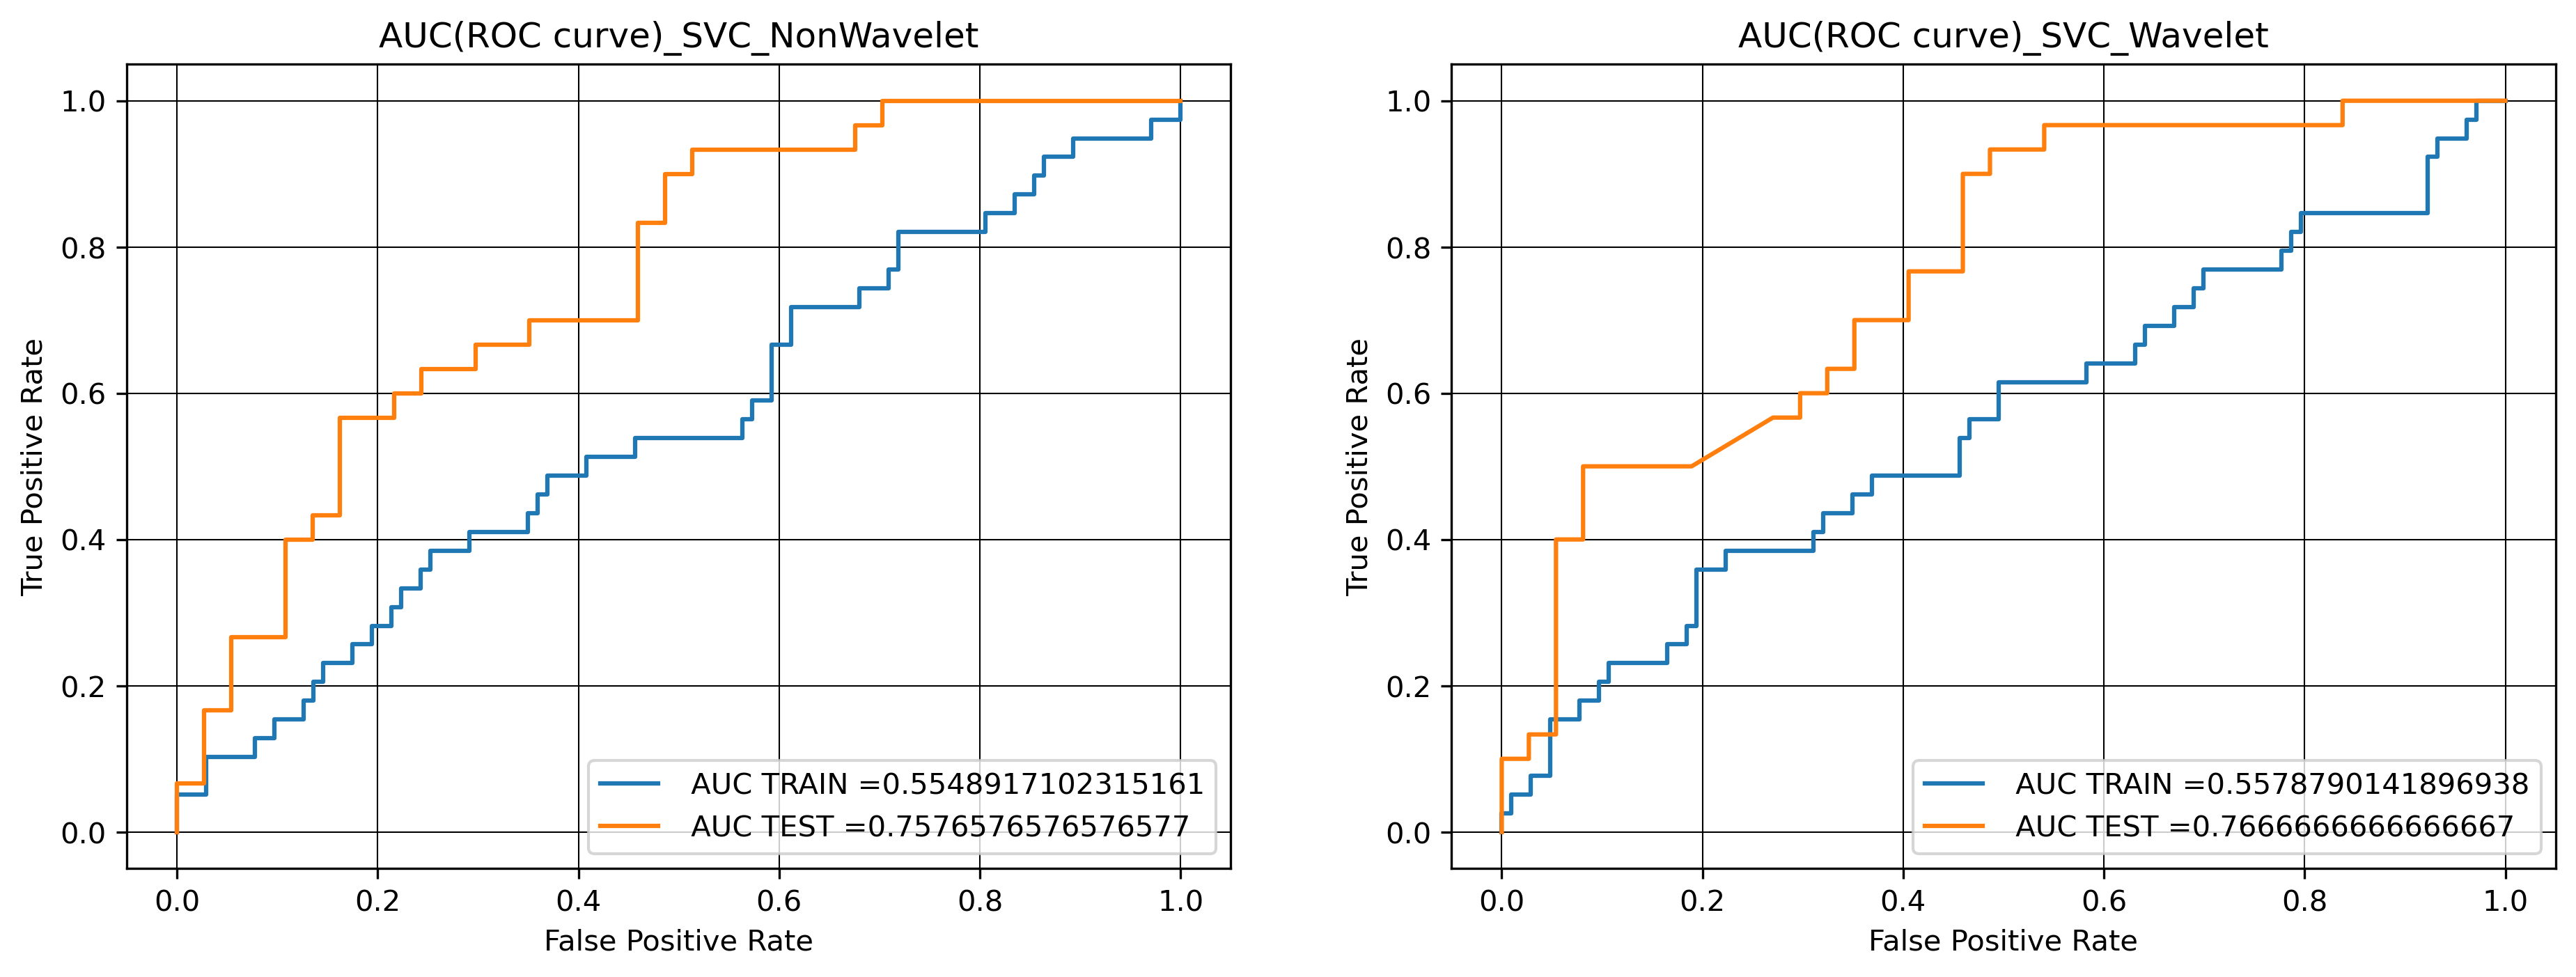 AUC(ROC curve)_SVC_NonWavelet
1.0
0.8
0.6
0.4
0.2
0.0
True Positive Rate
AUC TRAIN =0.5548917102315161
AUC TEST =0.7576576576576577
0.0 0.2 0.4 0.6 0.8 1.0
False Positive Rate
AUC(ROC curve)_SVC_Wavelet
1.0
0.8
0.6
0.4
0.2
0.0
True Positive Rate
AUC TRAIN =0.5578790141896938
AUC TEST =0.7666666666666667
0.0 0.2 0.4 0.6 0.8 1.0
False Positive Rate